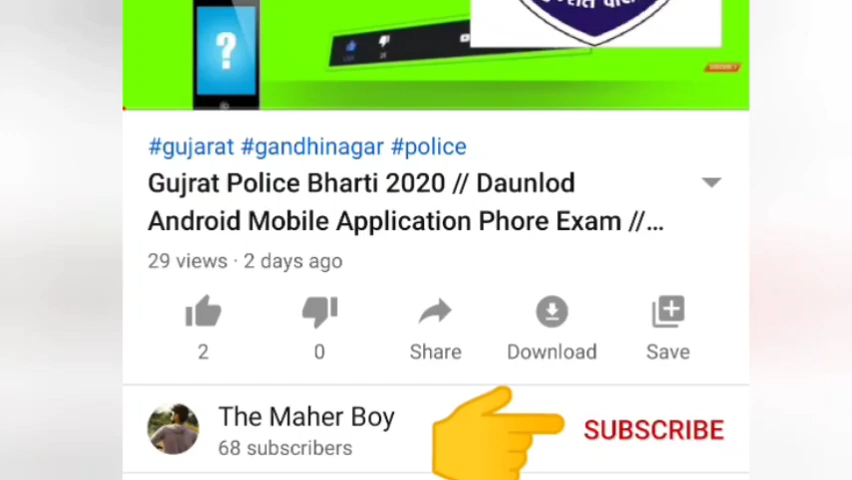 ?
#gujarat #gandhinagar #police
Gujrat Police Bharti 2020 // Daunlod
Android Mobile Application Phore Exam //...
29 views · 2 days ago
2
0
Share
Download
Save
The Maher Boy
68 subscribers
SUBSCRIBE